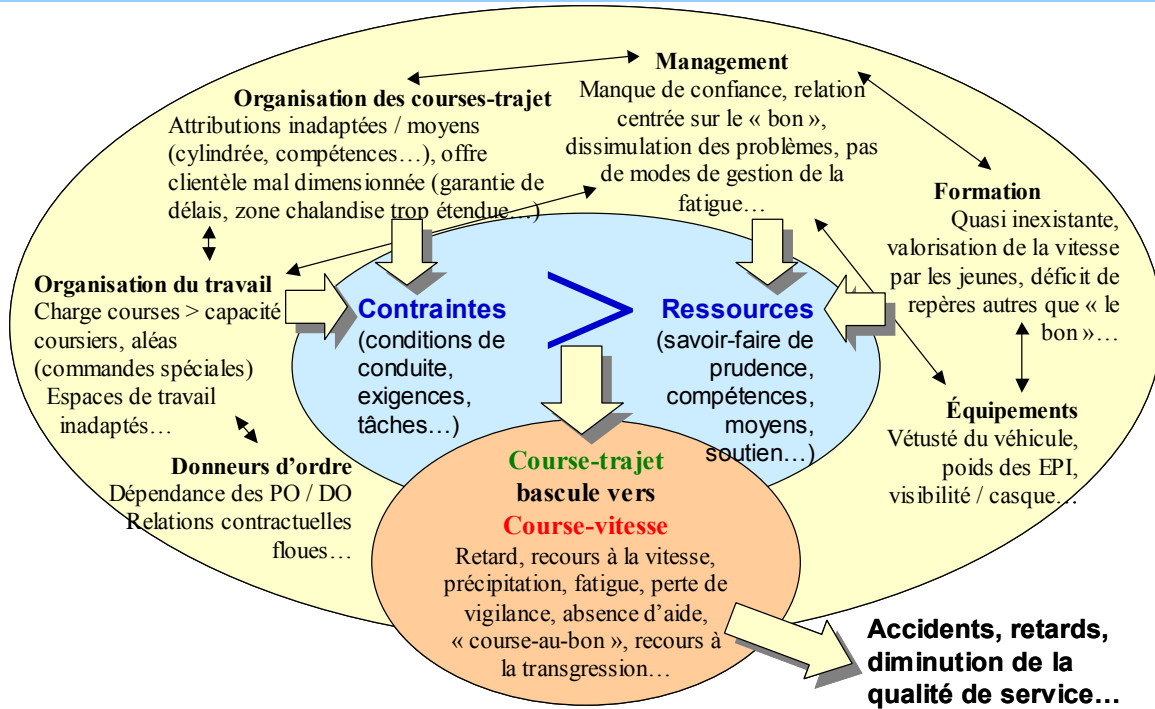 Management
Manque de confiance, relation
centrée sur le « bon »,
dissimulation des problèmes, pas
de modes de gestion de la
fatigue…
Organisation des courses-trajet
Attributions inadaptées / moyens
(cylindrée, compétences…), offre
clientèle mal dimensionnée (garantie de
délais, zone chalandise trop étendue…)
Formation
Quasi inexistante,
valorisation de la vitesse
par les jeunes, déficit de
repères autres que « le
bon »…
Organisation du travail
Charge courses > capacité
coursiers, aléas
(commandes spéciales)
Espaces de travail
inadaptés…
Contraintes
(conditions de
conduite,
exigences,
tâches…)
>
Ressources
(savoir-faire de
prudence,
compétences,
moyens,
soutien…)
Équipements
Vétusté du véhicule,
poids des EPI,
visibilité / casque…
Donneurs d’ordre
Dépendance des PO / DO
Relations contractuelles
floues…
Course-trajet
bascule vers
Course-vitesse
Retard, recours à la vitesse,
précipitation, fatigue, perte de
vigilance, absence d’aide,
« course-au-bon », recours à
la transgression…
Accidents, retards,
diminution de la
qualité de service…